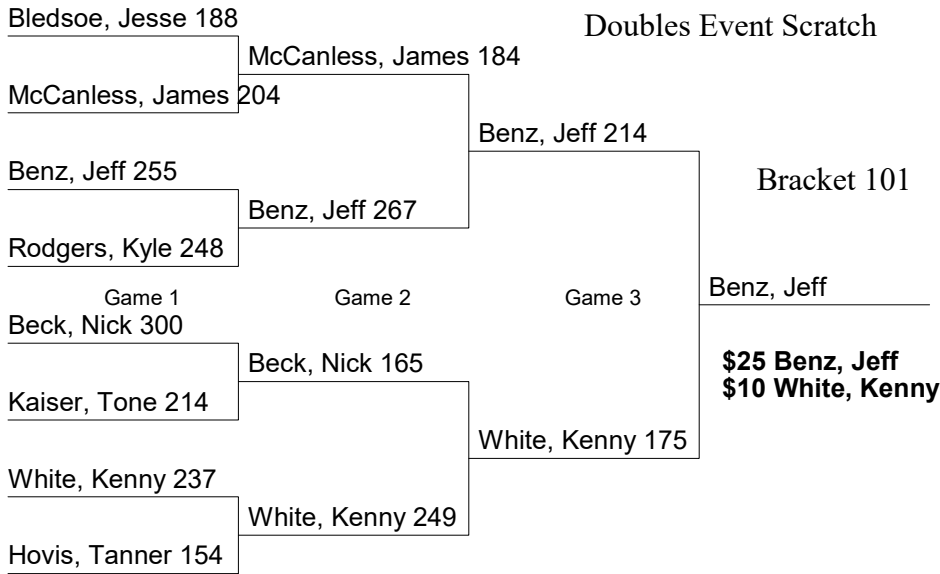 Bledsoe, Jesse 188
Doubles Event Scratch
McCanless, James 184
McCanless, James 204
Benz, Jeff 214
Benz, Jeff 255
Bracket 101
Benz, Jeff 267
Rodgers, Kyle 248
Game 1
Game 2
Game 3
Benz, Jeff
Beck, Nick 300
Beck, Nick 165
$25 Benz, Jeff
$10 White, Kenny
Kaiser, Tone 214
White, Kenny 175
White, Kenny 237
White, Kenny 249
Hovis, Tanner 154